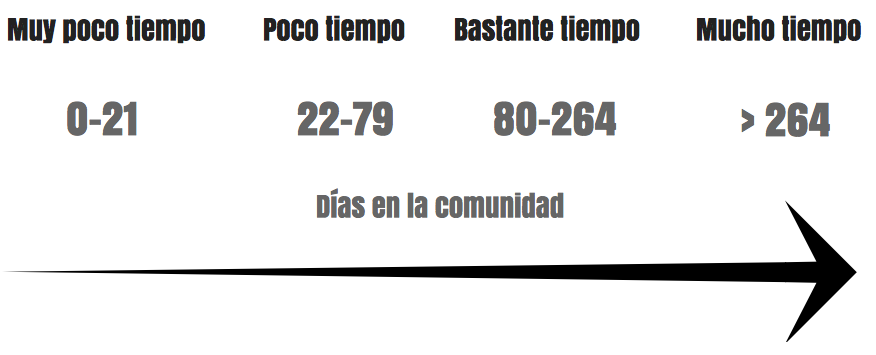 Muy poco tiempo Poco tiempo Bastante tiempo Mucho tiempo
0-21 22-79 80-264 > 264
Días en la comunidad